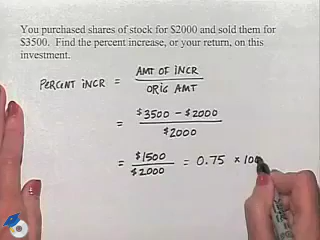 You purchased shares of stock for $2000 and sold them for
$3500. Find the percent increase, or your return, on this
investment.
PERCENT INCR = AMT OF INCR
ORIG AMT
= $3500 - $2000
$2000
= $1500 = 0.75 × 100
$2000